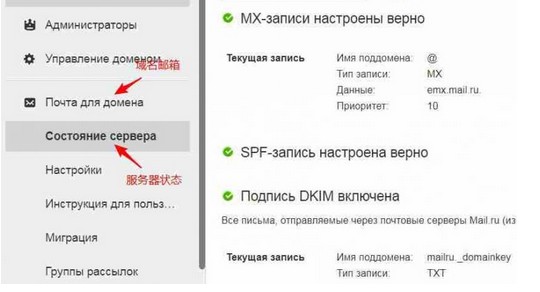 Администраторы
Управление доменом
域名邮箱
Почта для домена
Состояние сервера
服务器状态
Настройки
Инструкция для польз...
Миграция
Группы рассылок
MX-записи настроены верно
Текущая запись Имя поддомена: @
Тип записи: MX
Данные: emx.mail.ru.
Приоритет: 10
SPF-запись настроена верно
Подпись DKIM включена
Все письма, отправляемые через почтовые серверы Mail.ru (из
Текущая запись Имя поддомена: mailru._domainkey
Тип записи: TXT